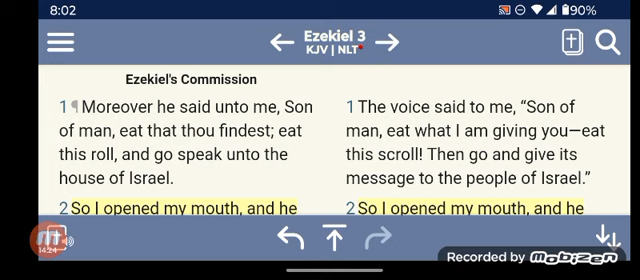 8:02
90%
Ezekiel 3
KJV | NLT
Ezekiel's Commission
1 ¶ Moreover he said unto me, Son
of man, eat that thou findest; eat
this roll, and go speak unto the
house of Israel.
2 So I opened my mouth, and he
1 The voice said to me, “Son of
man, eat what I am giving you—eat
this scroll! Then go and give its
message to the people of Israel.”
2 So I opened my mouth, and he
14:24
Recorded by mobizen